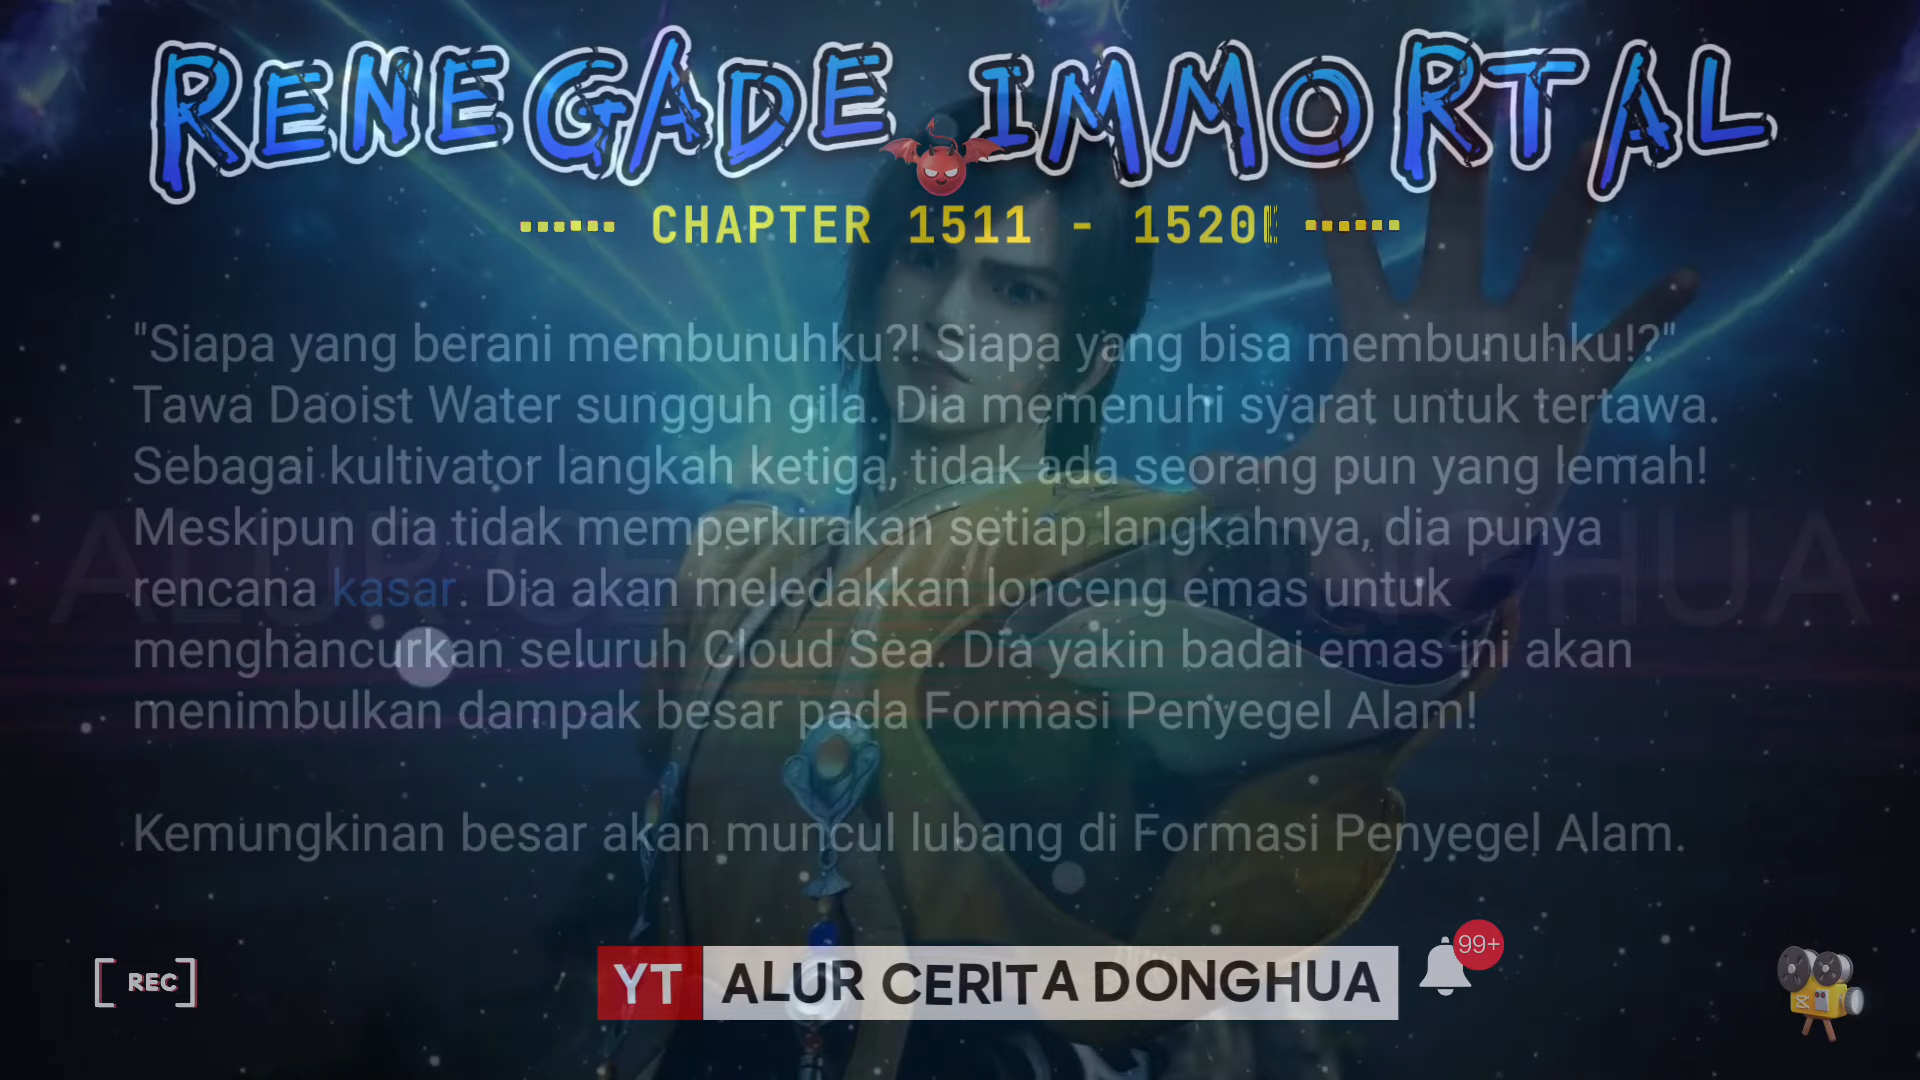 RENEGADE IMMORTAL
CHAPTER 1511 - 1520
"Siapa yang berani membunuhku?! Siapa yang bisa membunuhku!?"
Tawa Daoist Water sungguh gila. Dia memenuhi syarat untuk tertawa.
Sebagai kultivator langkah ketiga, tidak ada seorang pun yang lemah!
Meskipun dia tidak memperkirakan setiap langkahnya, dia punya
rencana kasar. Dia akan meledakkan lonceng emas untuk
menghancurkan seluruh Cloud Sea. Dia yakin badai emas ini akan
menimbulkan dampak besar pada Formasi Penyegel Alam!
Kemungkinan besar akan muncul lubang di Formasi Penyegel Alam.
ALUR CERITA DONGHUA
[ REC ]
YT ALUR CERITA DONGHUA
99+